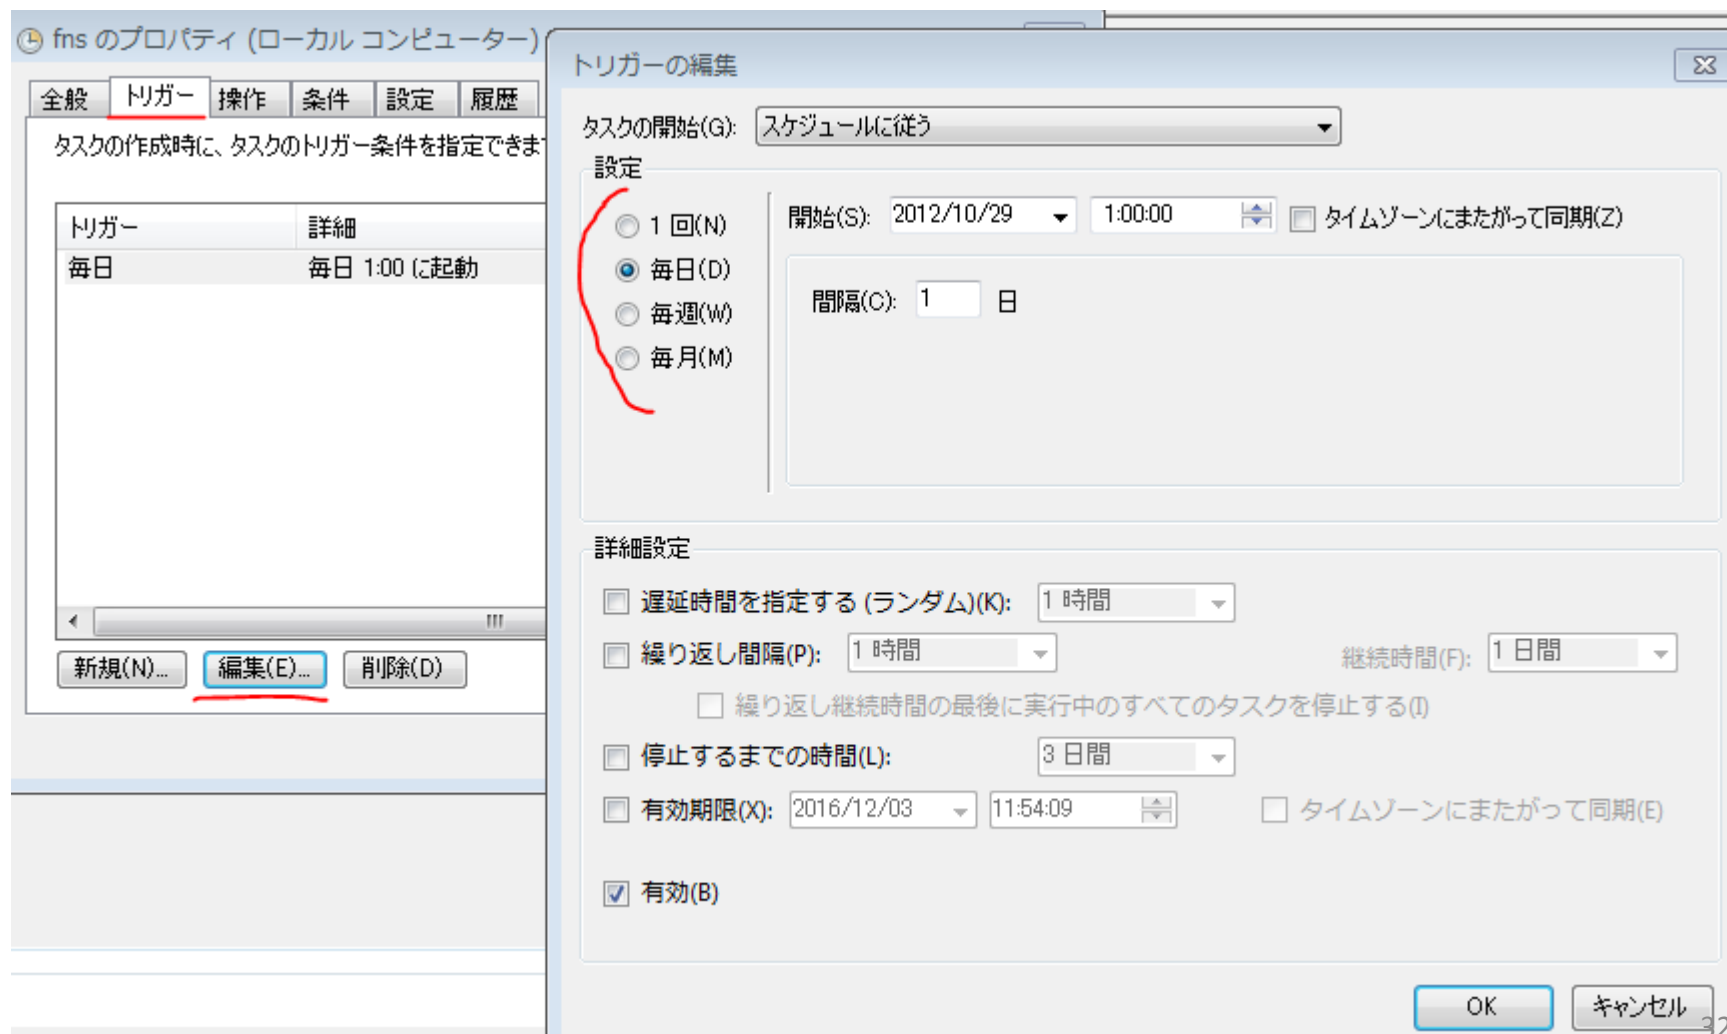 fns のプロパティ (ローカル コンピューター)
全般 トリガー 操作 条件 設定 履歴
タスクの作成時に、タスクのトリガー条件を指定できま
トリガー 詳細
毎日 毎日 1:00 に起動
新規(N)... 編集(E)... 削除(D)
トリガーの編集
タスクの開始(G): スケジュールに従う
設定
1 回(N)
毎日(D)
毎週(W)
毎月(M)
開始(S): 2012/10/29 1:00:00 タイムゾーンにまたがって同期(Z)
間隔(C): 1 日
詳細設定
遅延時間を指定する (ランダム)(K): 1 時間
繰り返し間隔(P): 1 時間 継続時間(F): 1 日間
繰り返し継続時間の最後に実行中のすべてのタスクを停止する(I)
停止するまでの時間(L): 3 日間
有効期限(X): 2016/12/03 11:54:09 タイムゾーンにまたがって同期(E)
有効(B)
OK キャンセル